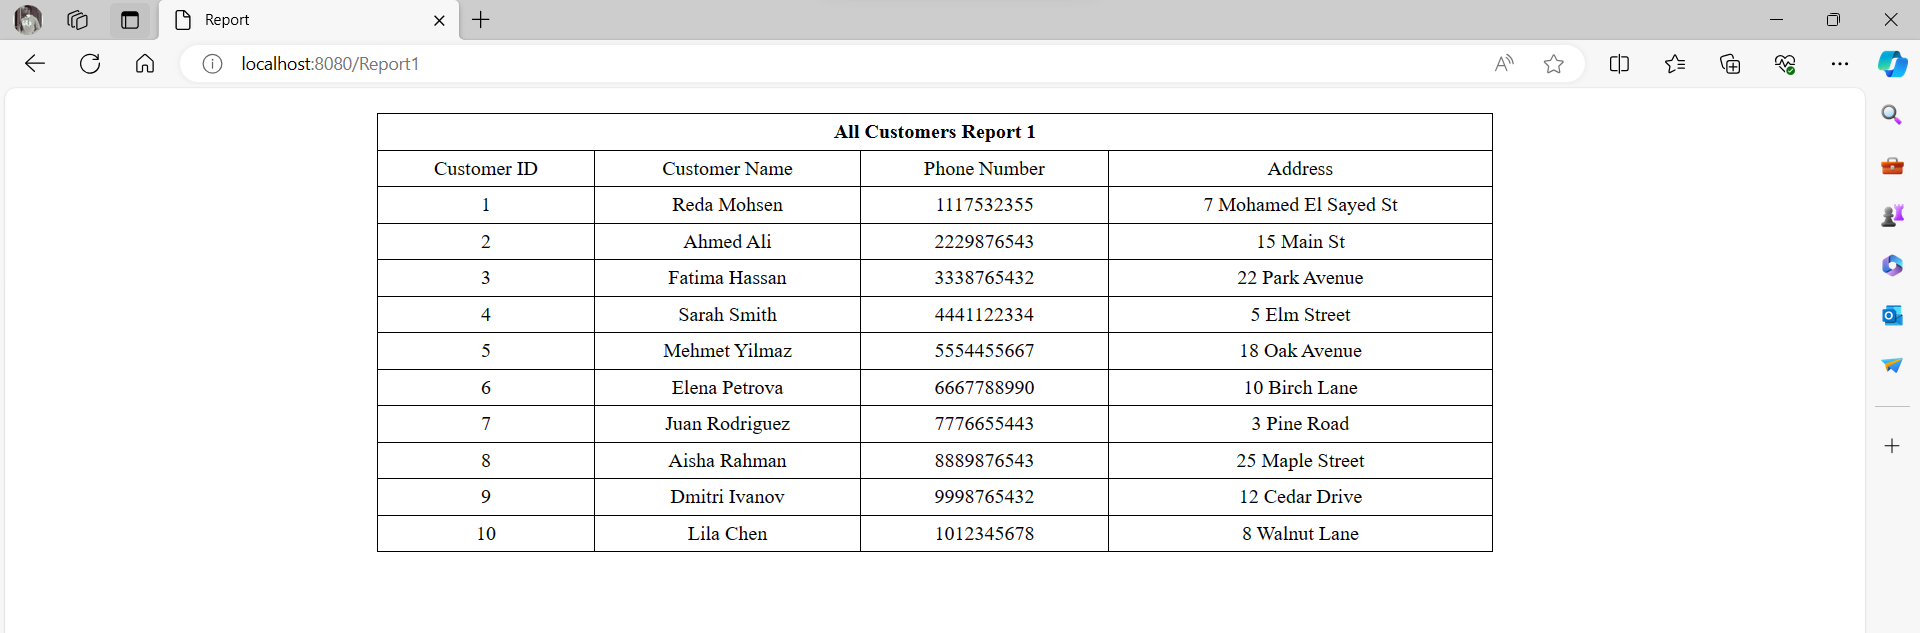 Report
localhost:8080/Report1
All Customers Report 1
Customer ID Customer Name Phone Number Address
1 Reda Mohsen 1117532355 7 Mohamed El Sayed St
2 Ahmed Ali 2229876543 15 Main St
3 Fatima Hassan 3338765432 22 Park Avenue
4 Sarah Smith 4441122334 5 Elm Street
5 Mehmet Yilmaz 5554455667 18 Oak Avenue
6 Elena Petrova 6667788990 10 Birch Lane
7 Juan Rodriguez 7776655443 3 Pine Road
8 Aisha Rahman 8889876543 25 Maple Street
9 Dmitri Ivanov 9998765432 12 Cedar Drive
10 Lila Chen 1012345678 8 Walnut Lane